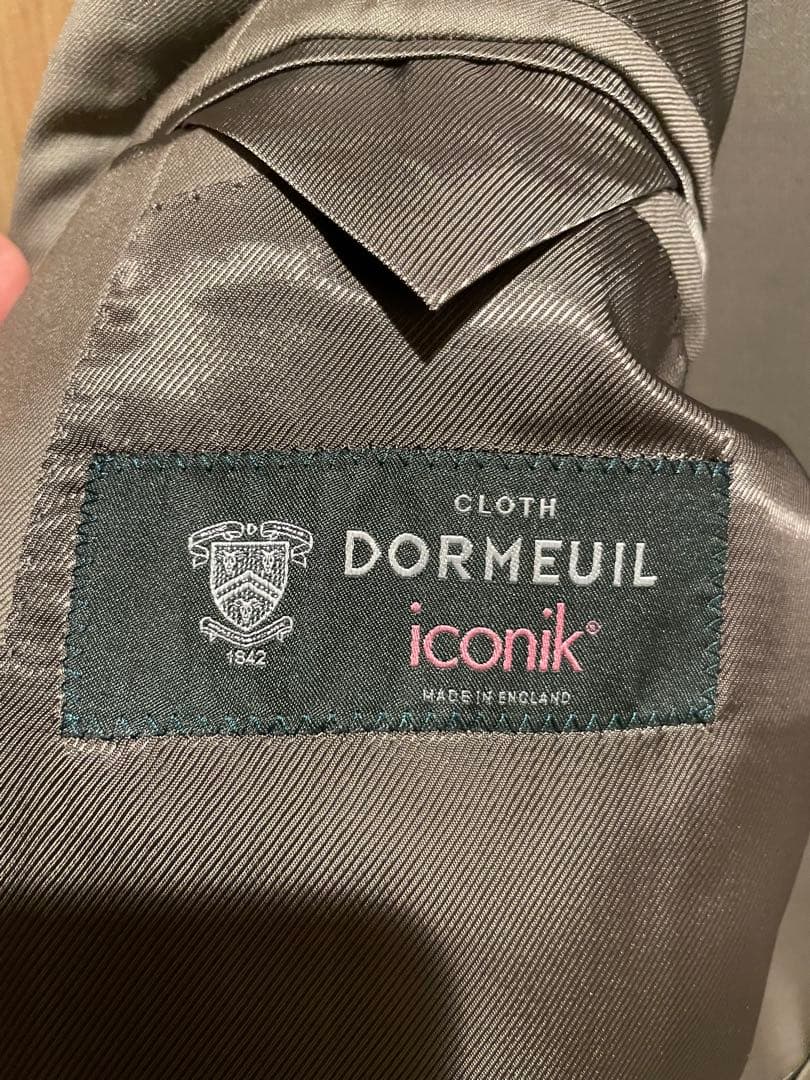 D
1842
CLOTH
DORMEUIL
iconik®
MADE IN ENGLAND